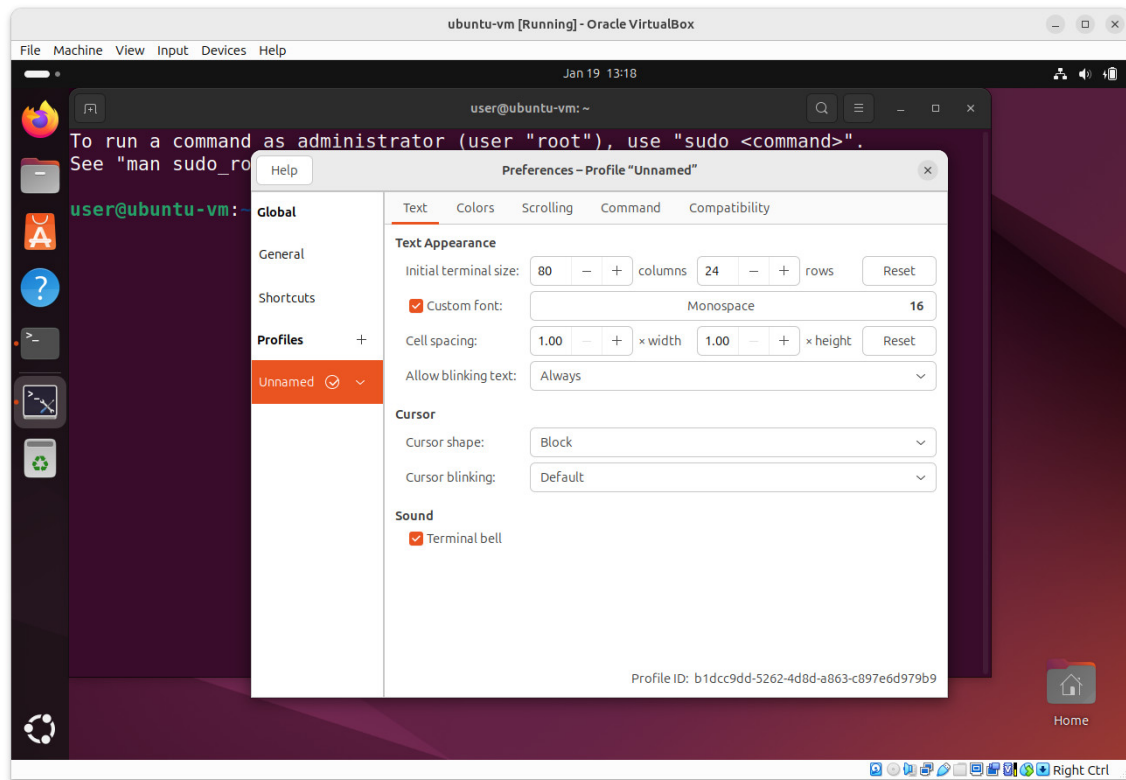 ubuntu-vm [Running] - Oracle VirtualBox
File Machine View Input Devices Help
Jan 19 13:18
user@ubuntu-vm: ~
To run a command as administrator (user "root"), use "sudo <command>".
See "man sudo_ro
user@ubuntu-vm:~
Help
Preferences – Profile “Unnamed”
Global
General
Shortcuts
Profiles +
Unnamed
Text Colors Scrolling Command Compatibility
Text Appearance
Initial terminal size: 80 − + columns 24 − + rows Reset
Custom font: Monospace 16
Cell spacing: 1.00 − + × width 1.00 − + × height Reset
Allow blinking text: Always
Cursor
Cursor shape: Block
Cursor blinking: Default
Sound
Terminal bell
Profile ID: b1dcc9dd-5262-4d8d-a863-c897e6d979b9
Home
Right Ctrl